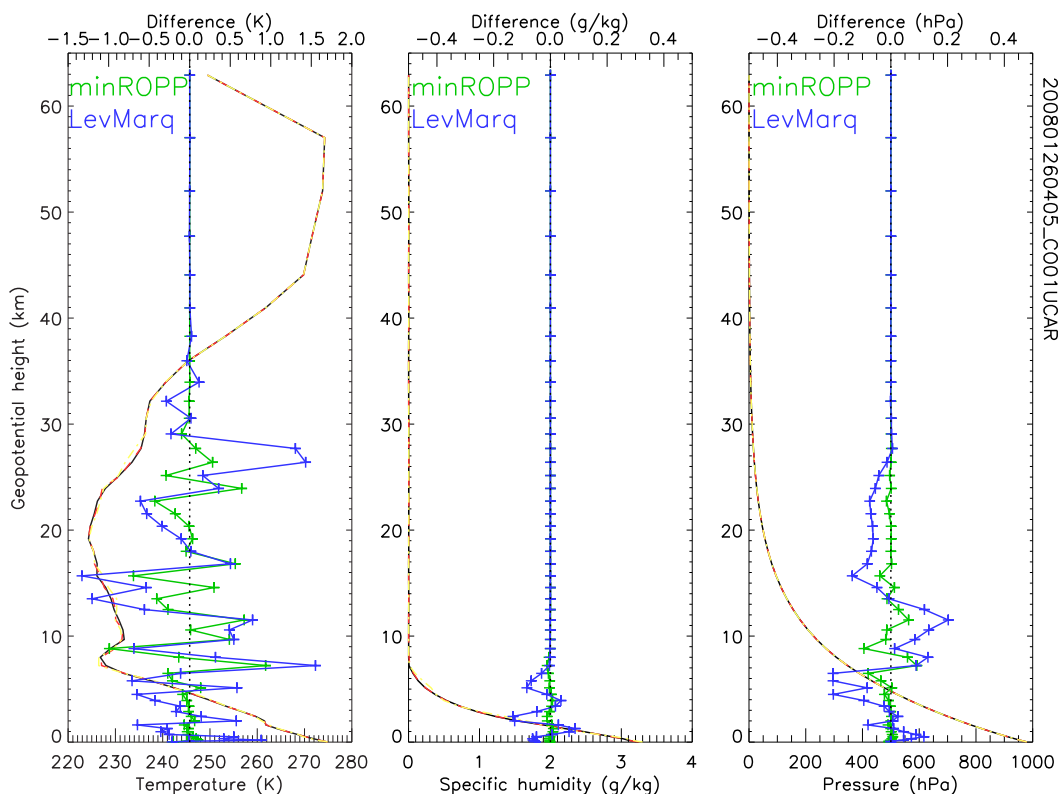 Difference (K) Difference (g/kg) Difference (hPa)
-1.5 -1.0 -0.5 0.0 0.5 1.0 1.5 2.0 -0.4 -0.2 0.0 0.2 0.4 -0.4 -0.2 0.0 0.2 0.4
minROPP minROPP minROPP
LevMarq LevMarq LevMarq
60 60 60
50 50 50
40 40 40
30 30 30
20 20 20
10 10 10
0 0 0
Geopotential height (km)
220 230 240 250 260 270 280 0 1 2 3 4 0 200 400 600 800 1000
Temperature (K) Specific humidity (g/kg) Pressure (hPa)
200801260405_C001UCAR